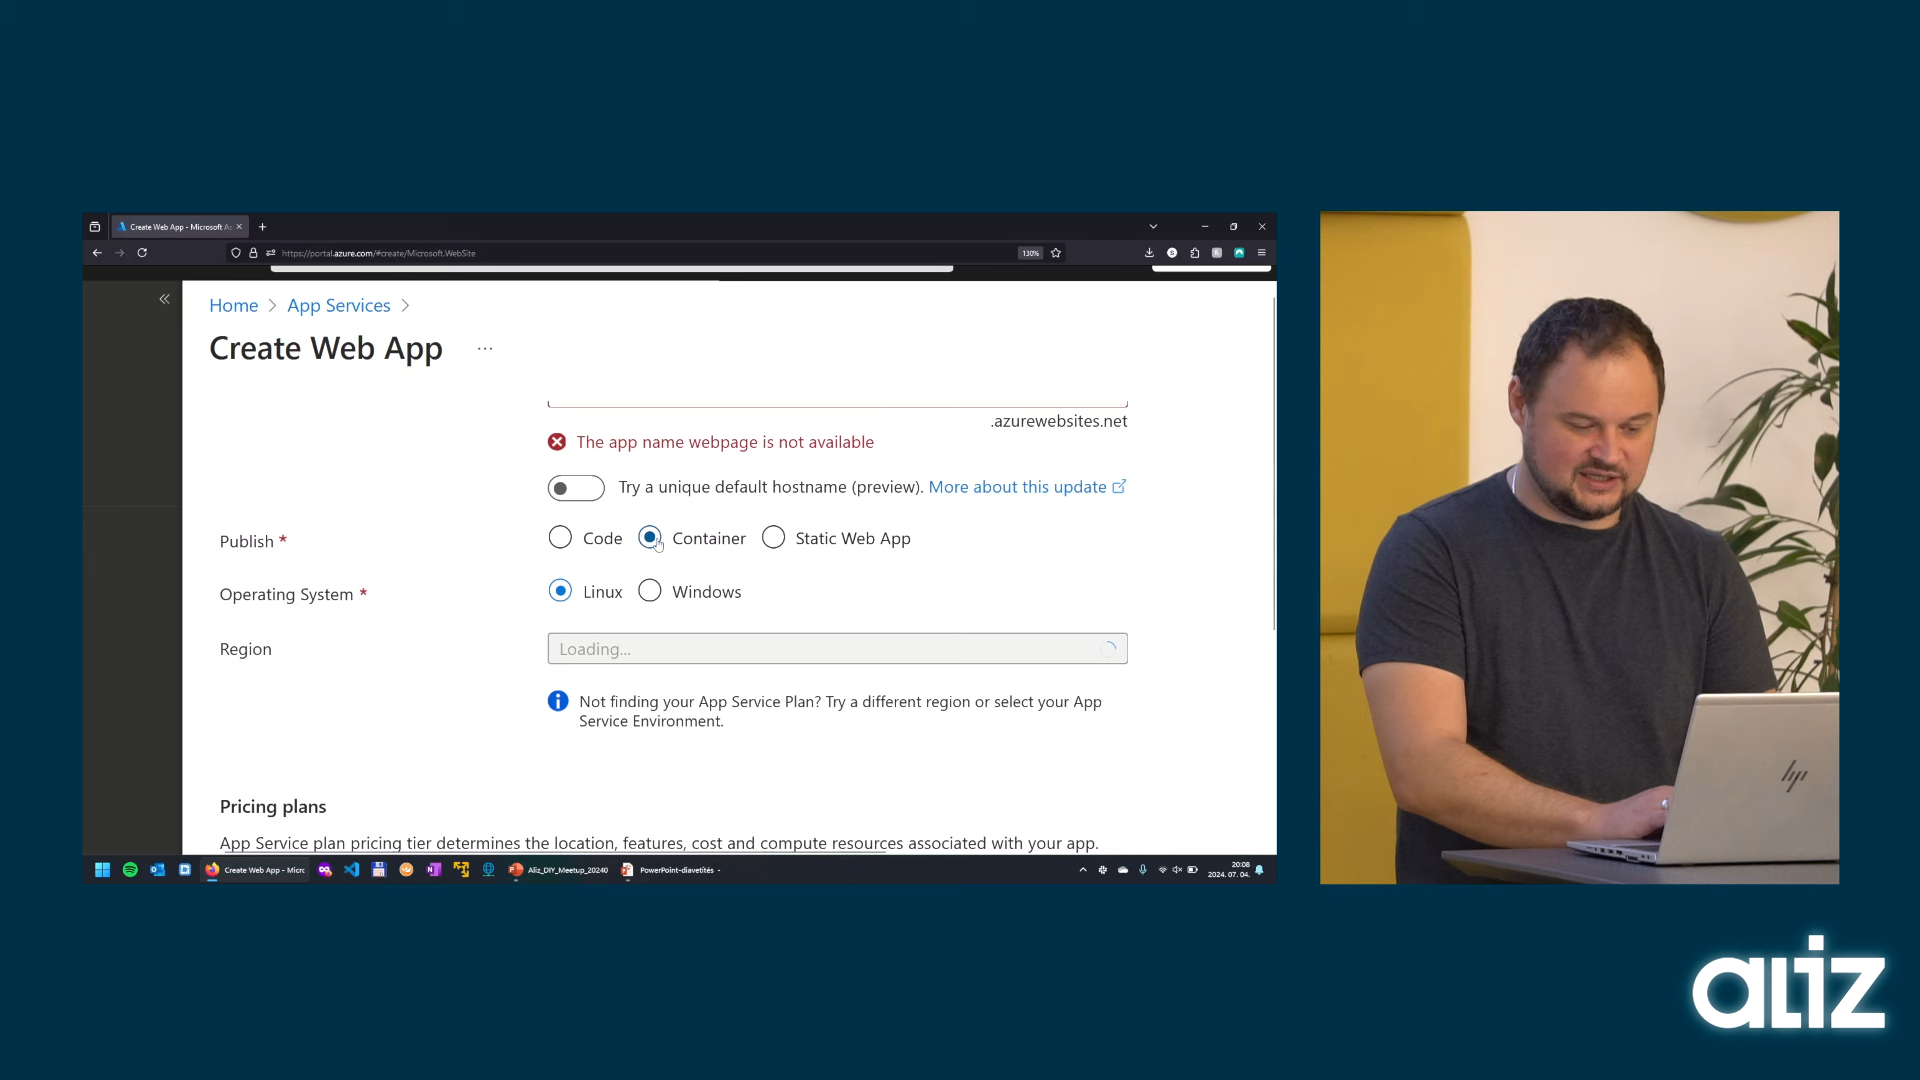 Create Web App - Microsoft Az
https://portal.azure.com/#create/Microsoft.WebSite
130%
Home
App Services
Create Web App
...
.azurewebsites.net
The app name webpage is not available
Try a unique default hostname (preview). More about this update
Publish *
Code
Container
Static Web App
Operating System *
Linux
Windows
Region
Loading...
Not finding your App Service Plan? Try a different region or select your App
Service Environment.
Pricing plans
App Service plan pricing tier determines the location, features, cost and compute resources associated with your app.
Create Web App - Micro
Aliz_DIY_Meetup_20240
PowerPoint-diavetítés -
20:08
2024. 07. 04.
hp
aliz